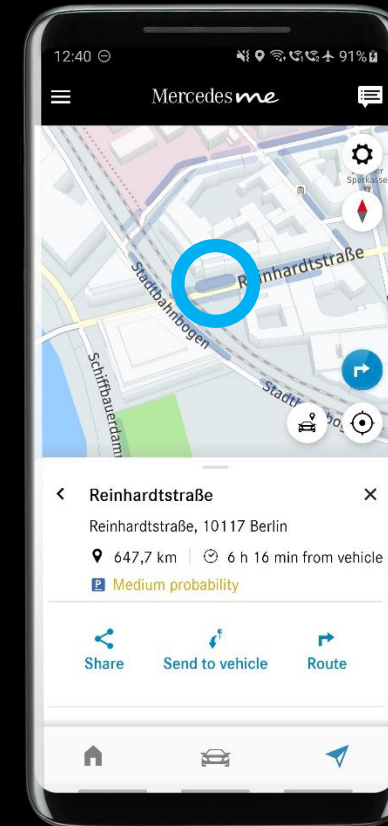 12:40
91%
Mercedes me
Sparkasse
Reinhardtstraße
Stadtbahnbogen
Schiffbauerdamm
Reinhardtstraße
Reinhardtstraße, 10117 Berlin
647,7 km | 6 h 16 min from vehicle
P Medium probability
Share Send to vehicle Route